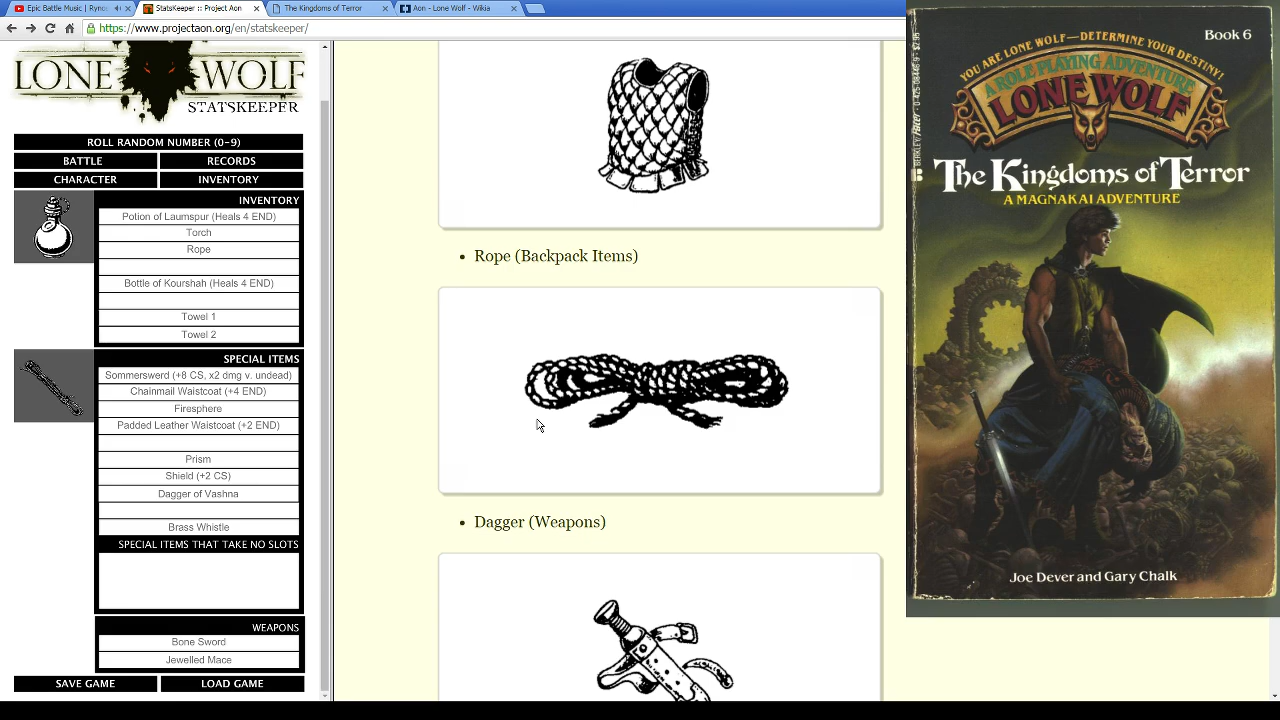 Epic Battle Music | Rynos
StatsKeeper :: Project Aon
The Kingdoms of Terror
Aon - Lone Wolf - Wikia
https://www.projectaon.org/en/statskeeper/
LONE WOLF
STATSKEEPER
ROLL RANDOM NUMBER (0-9)
BATTLE
RECORDS
CHARACTER
INVENTORY
INVENTORY
Potion of Laumspur (Heals 4 END)
Torch
Rope
Bottle of Kourshah (Heals 4 END)
Towel 1
Towel 2
SPECIAL ITEMS
Sommerswerd (+8 CS, x2 dmg v. undead)
Chainmail Waistcoat (+4 END)
Firesphere
Padded Leather Waistcoat (+2 END)
Prism
Shield (+2 CS)
Dagger of Vashna
Brass Whistle
SPECIAL ITEMS THAT TAKE NO SLOTS
WEAPONS
Bone Sword
Jewelled Mace
SAVE GAME
LOAD GAME
• Rope (Backpack Items)
• Dagger (Weapons)
Book 6
YOU ARE LONE WOLF—DETERMINE YOUR DESTINY!
A ROLE PLAYING ADVENTURE
LONE WOLF
The Kingdoms of Terror
A MAGNAKAI ADVENTURE
Joe Dever and Gary Chalk